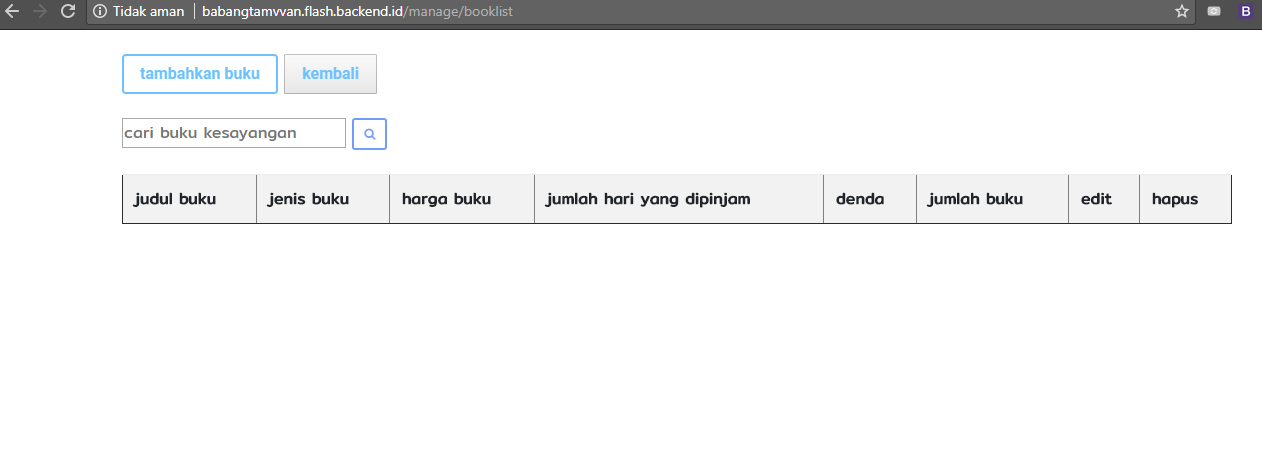 Tidak aman babangtamvvan.flash.backend.id/manage/booklist B
tambahkan buku kembali
cari buku kesayangan
judul buku jenis buku harga buku jumlah hari yang dipinjam denda jumlah buku edit hapus